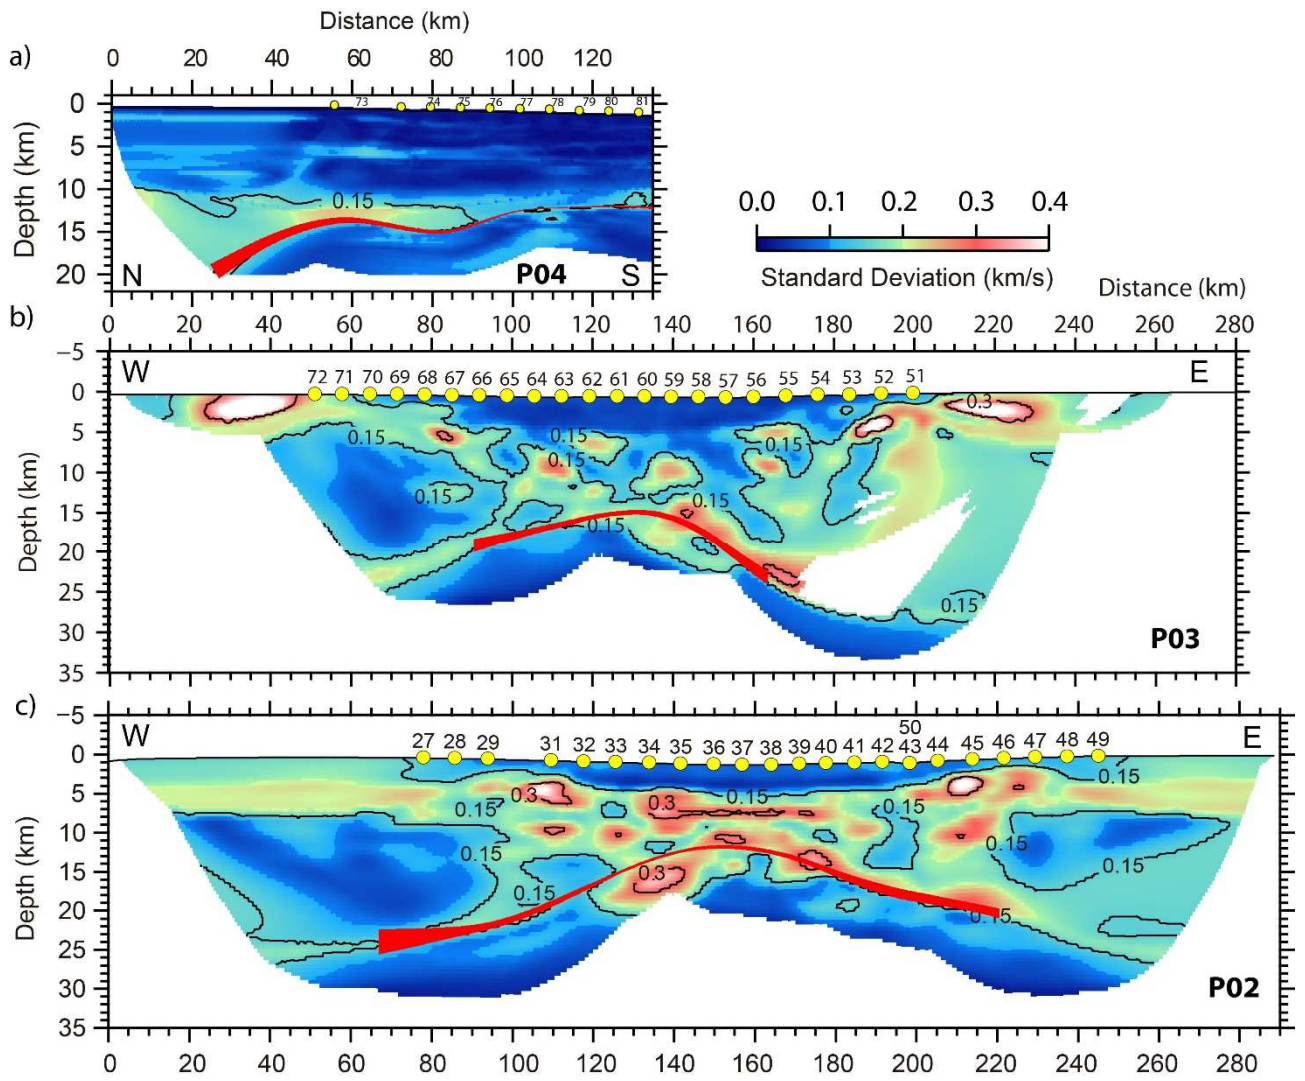 Distance (km)
a)
0 20 40 60 80 100 120
73 74 75 76 77 78 79 80 81
0
5
10
15
20
Depth (km)
0.15
N
P04
S
0.0 0.1 0.2 0.3 0.4
Standard Deviation (km/s)
Distance (km)
b)
0 20 40 60 80 100 120 140 160 180 200 220 240 260 280
−5
0
5
10
15
20
25
30
35
Depth (km)
W
E
72 71 70 69 68 67 66 65 64 63 62 61 60 59 58 57 56 55 54 53 52 51
0.3
0.15
0.15
0.15
0.15
0.15
0.15
0.15
0.15
0.15
P03
c)
−5
0
5
10
15
20
25
30
35
Depth (km)
W
E
50
27 28 29 31 32 33 34 35 36 37 38 39 40 41 42 43 44 45 46 47 48 49
0.15
0.3
0.3
0.15
0.15
0.15
0.15
0.15
0.15
0.15
0.3
0.15
0.15
P02
0 20 40 60 80 100 120 140 160 180 200 220 240 260 280